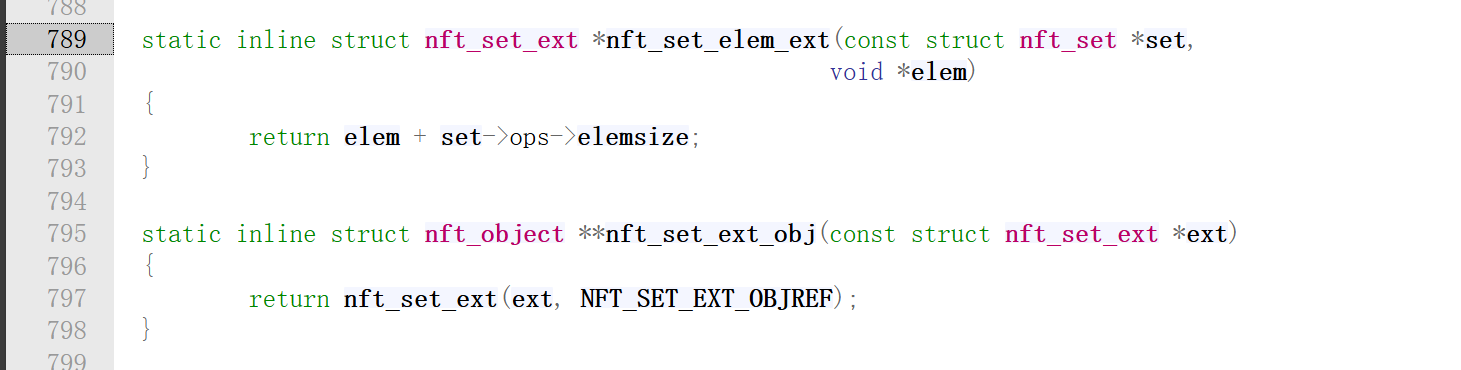 788
789 static inline struct nft_set_ext *nft_set_elem_ext(const struct nft_set *set,
790 void *elem)
791 {
792 return elem + set->ops->elemsize;
793 }
794
795 static inline struct nft_object **nft_set_ext_obj(const struct nft_set_ext *ext)
796 {
797 return nft_set_ext(ext, NFT_SET_EXT_OBJREF);
798 }
799